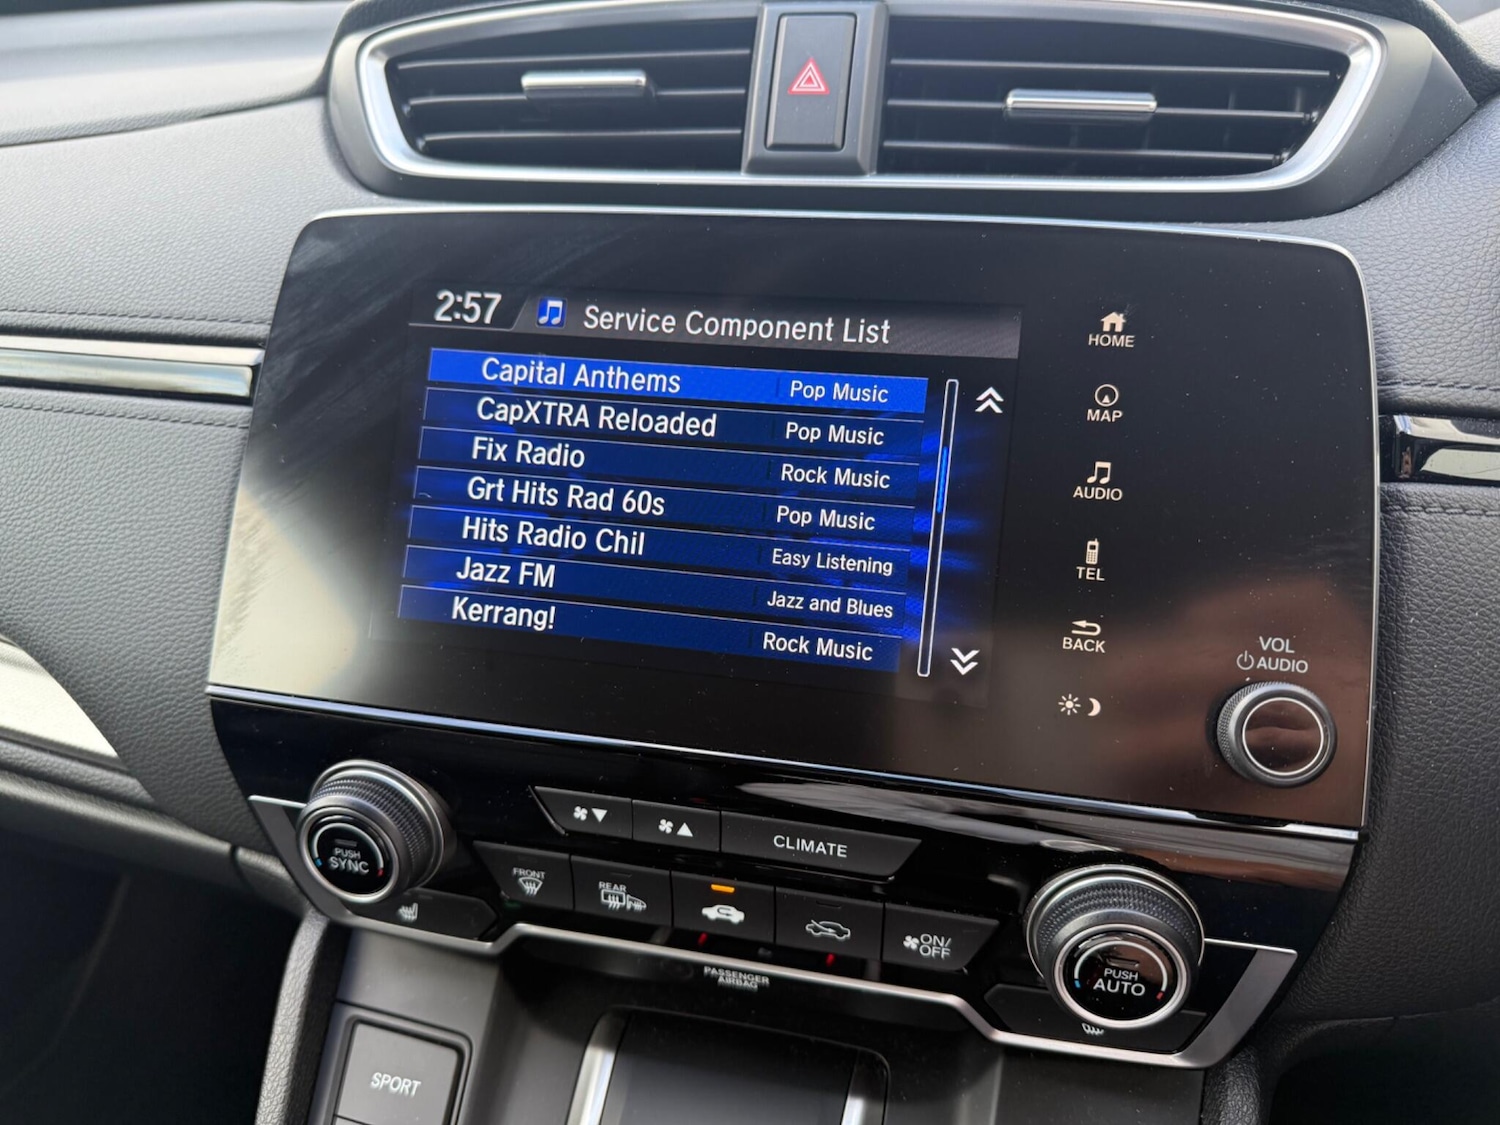 2:57 Service Component List
Capital Anthems Pop Music
CapXTRA Reloaded Pop Music
Fix Radio Rock Music
Grt Hits Rad 60s Pop Music
Hits Radio Chil Easy Listening
Jazz FM Jazz and Blues
Kerrang! Rock Music
HOME
MAP
AUDIO
TEL
BACK
VOL
AUDIO
CLIMATE
PUSH
SYNC
FRONT
REAR
ON/
OFF
PUSH
AUTO
PASSENGER
AIRBAG
SPORT